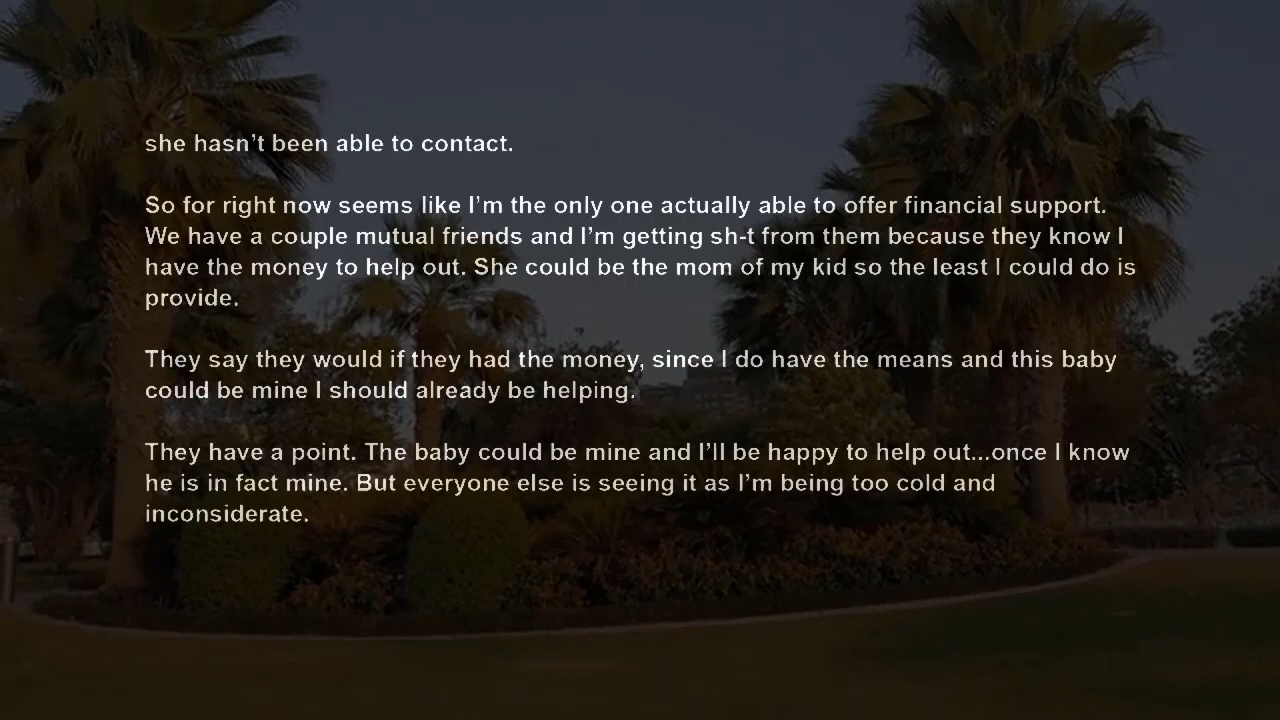 she hasn’t been able to contact.
So for right now seems like I’m the only one actually able to offer financial support.
We have a couple mutual friends and I’m getting sh-t from them because they know I
have the money to help out. She could be the mom of my kid so the least I could do is
provide.
They say they would if they had the money, since I do have the means and this baby
could be mine I should already be helping.
They have a point. The baby could be mine and I’ll be happy to help out...once I know
he is in fact mine. But everyone else is seeing it as I’m being too cold and
inconsiderate.